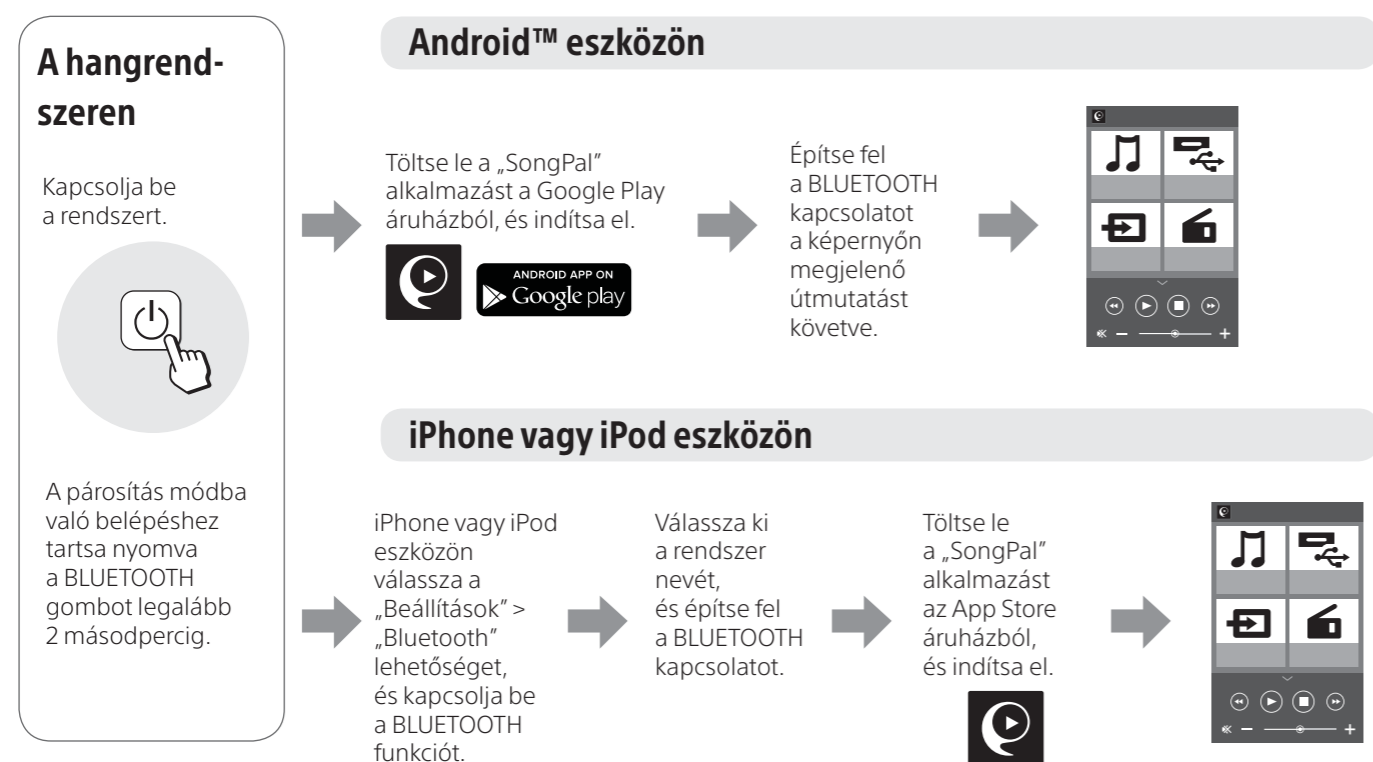 A hangrend-
szeren
Kapcsolja be
a rendszert.
A párosítás módba
való belépéshez
tartsa nyomva
a BLUETOOTH
gombot legalább
2 másodpercig.
Android™ eszközön
Töltse le a „SongPal”
alkalmazást a Google Play
áruházból, és indítsa el.
ANDROID APP ON
Google play
Építse fel
a BLUETOOTH
kapcsolatot
a képernyőn
megjelenő
útmutatást
követve.
iPhone vagy iPod eszközön
iPhone vagy iPod
eszközön
válassza a
„Beállítások” >
„Bluetooth”
lehetőséget,
és kapcsolja be
a BLUETOOTH
funkciót.
Válassza ki
a rendszer
nevét,
és építse fel
a BLUETOOTH
kapcsolatot.
Töltse le
a „SongPal”
alkalmazást
az App Store
áruházból,
és indítsa el.